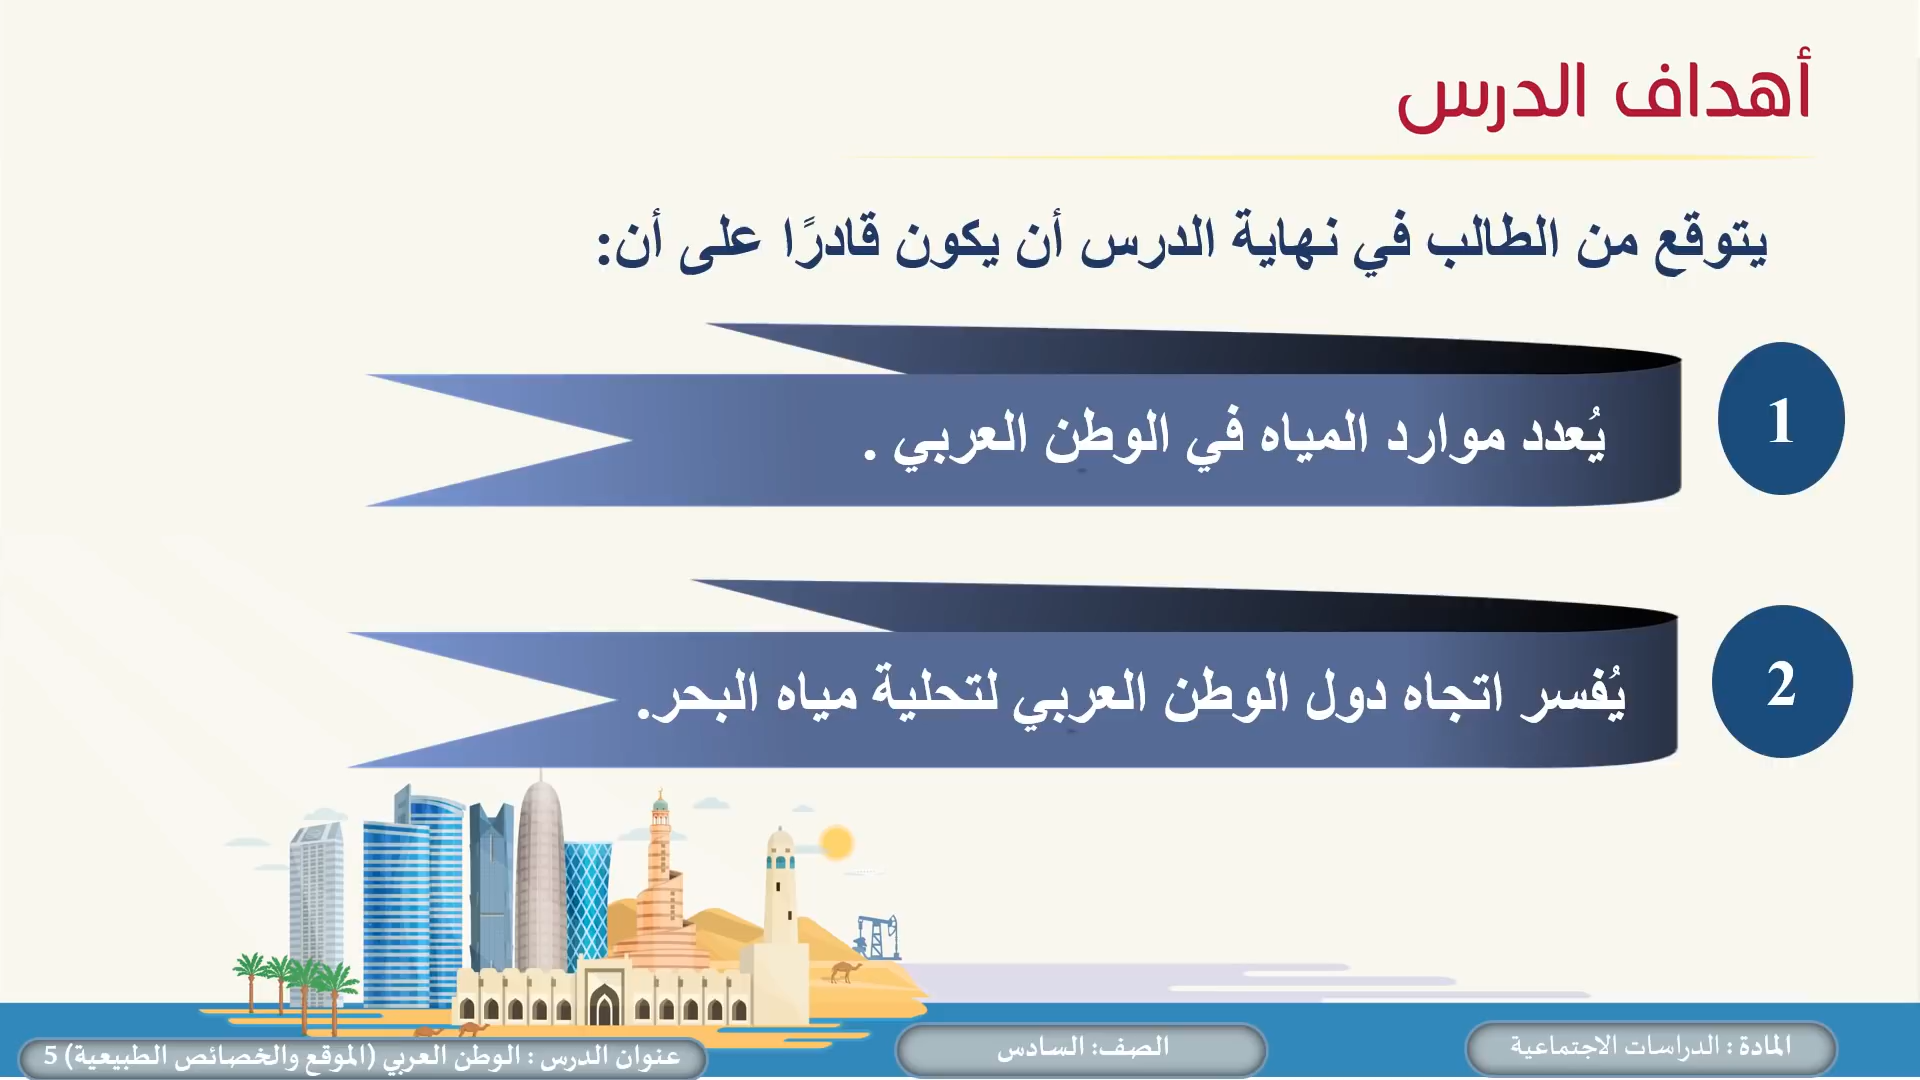 أهداف الدرس
يتوقع من الطالب في نهاية الدرس أن يكون قادرًا على أن:
1
يُعدد موارد المياه في الوطن العربي .
2
يُفسر اتجاه دول الوطن العربي لتحلية مياه البحر.
المادة : الدراسات الاجتماعية
الصف: السادس
عنوان الدرس : الوطن العربي (الموقع والخصائص الطبيعية) 5